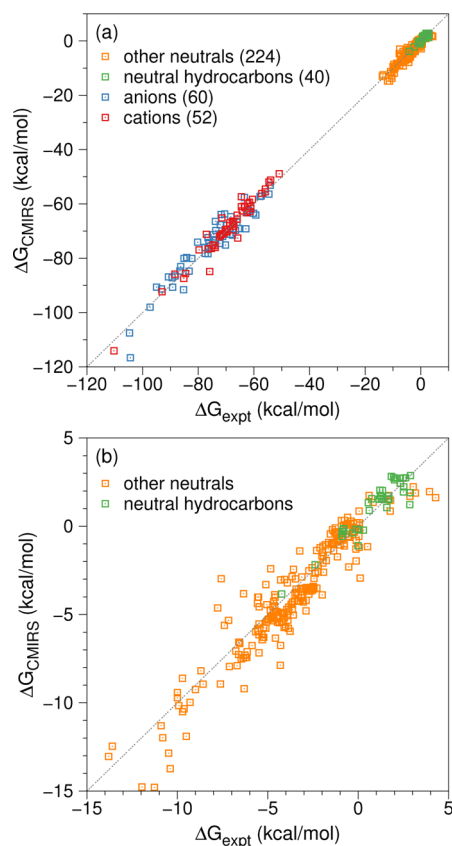 (a)
other neutrals (224)
neutral hydrocarbons (40)
anions (60)
cations (52)
0
−20
−40
−60
−80
−100
−120
ΔG_CMIRS (kcal/mol)
−120 −100 −80 −60 −40 −20 0
ΔG_expt (kcal/mol)
(b)
other neutrals
neutral hydrocarbons
5
0
−5
−10
−15
ΔG_CMIRS (kcal/mol)
−15 −10 −5 0 5
ΔG_expt (kcal/mol)